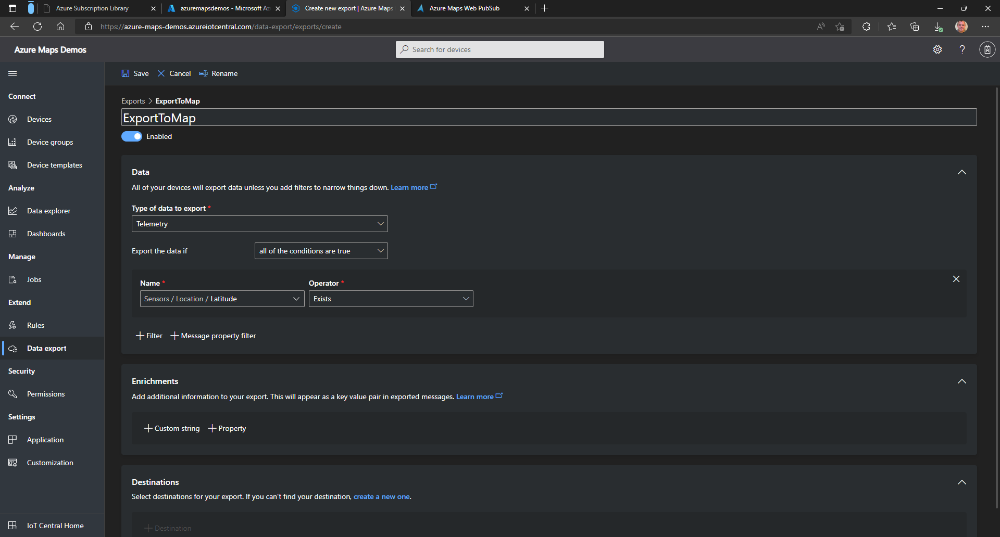 Azure Subscription Library
azuremapsdemos - Microsoft Az
Create new export | Azure Maps
Azure Maps Web PubSub
https://azure-maps-demos.azureiotcentral.com/data-export/exports/create
Azure Maps Demos
Search for devices
Save
Cancel
Rename
Connect
Devices
Device groups
Device templates
Analyze
Data explorer
Dashboards
Manage
Jobs
Extend
Rules
Data export
Security
Permissions
Settings
Application
Customization
IoT Central Home
Exports > ExportToMap
ExportToMap
Enabled
Data
All of your devices will export data unless you add filters to narrow things down. Learn more
Type of data to export *
Telemetry
Export the data if
all of the conditions are true
Name *
Operator *
Sensors / Location / Latitude
Exists
+ Filter
+ Message property filter
Enrichments
Add additional information to your export. This will appear as a key value pair in exported messages. Learn more
+ Custom string
+ Property
Destinations
Select destinations for your export. If you can't find your destination, create a new one.
+ Destination